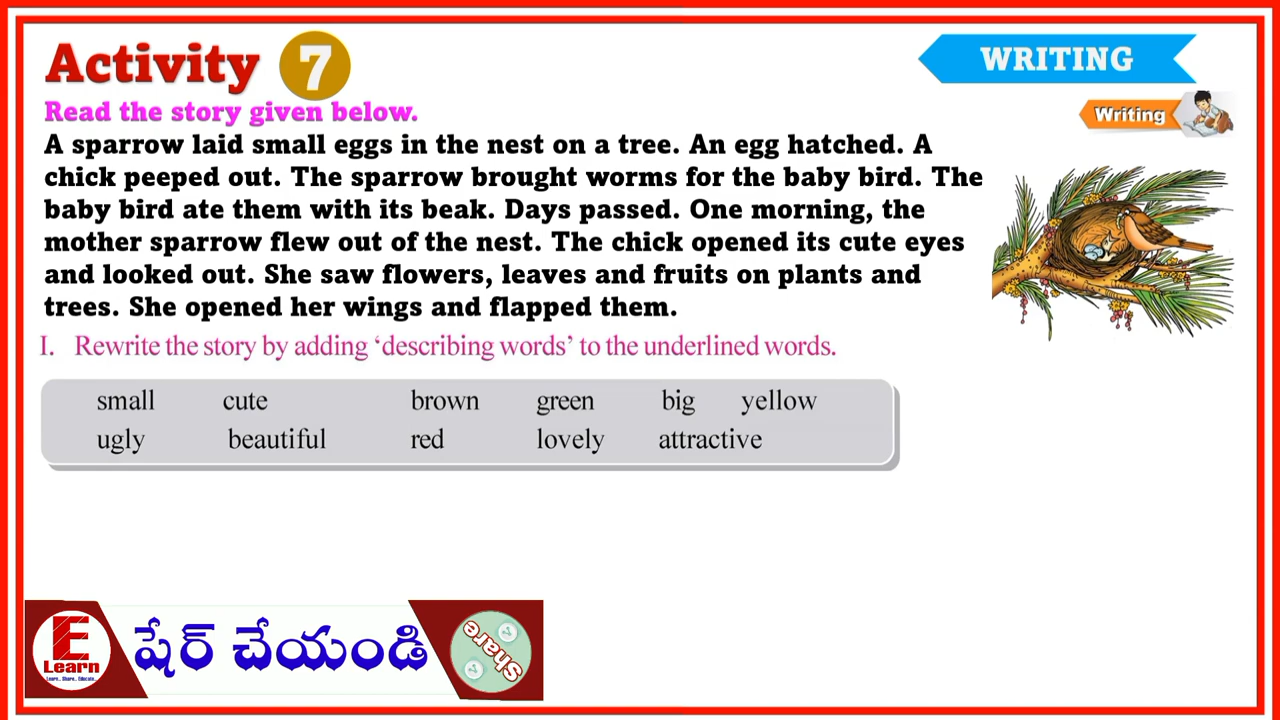 Activity 7
WRITING
Read the story given below.
Writing
A sparrow laid small eggs in the nest on a tree. An egg hatched. A
chick peeped out. The sparrow brought worms for the baby bird. The
baby bird ate them with its beak. Days passed. One morning, the
mother sparrow flew out of the nest. The chick opened its cute eyes
and looked out. She saw flowers, leaves and fruits on plants and
trees. She opened her wings and flapped them.
I. Rewrite the story by adding ‘describing words’ to the underlined words.
small cute brown green big yellow
ugly beautiful red lovely attractive
E
Learn
Learn.. Share.. Educate...
షేర్ చేయండి
Share